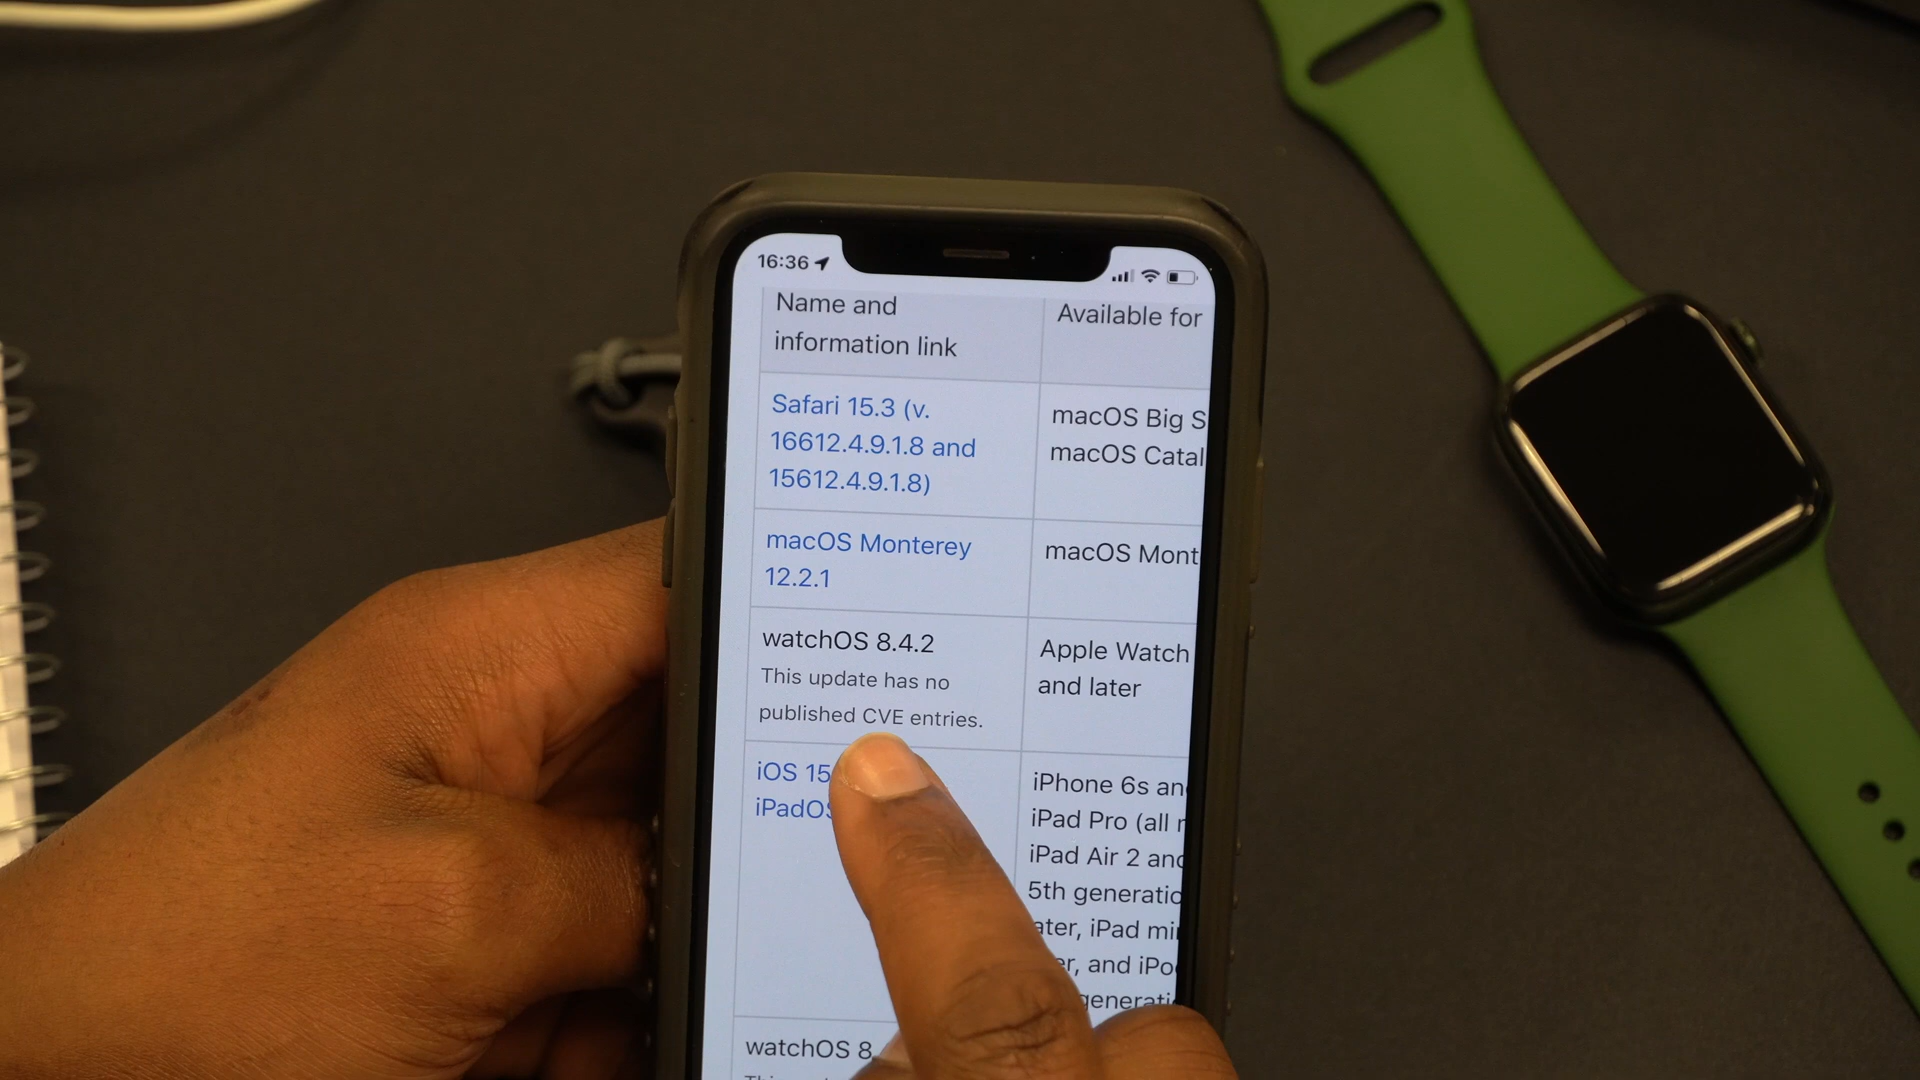 16:36
Name and
information link
Available for
Safari 15.3 (v.
16612.4.9.1.8 and
15612.4.9.1.8)
macOS Big S
macOS Catal
macOS Monterey
12.2.1
macOS Mont
watchOS 8.4.2
This update has no
published CVE entries.
Apple Watch
and later
iOS 15
iPadOS
iPhone 6s an
iPad Pro (all
iPad Air 2 and
5th generatio
ater, iPad mi
er, and iPo
generati
watchOS 8